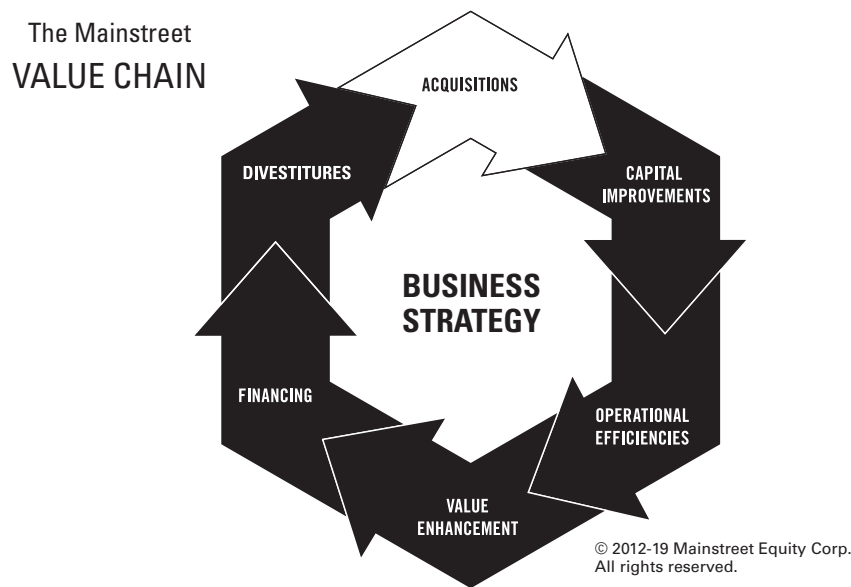 The Mainstreet
VALUE CHAIN
ACQUISITIONS
CAPITAL
IMPROVEMENTS
OPERATIONAL
EFFICIENCIES
VALUE
ENHANCEMENT
FINANCING
DIVESTITURES
BUSINESS
STRATEGY
© 2012-19 Mainstreet Equity Corp.
All rights reserved.